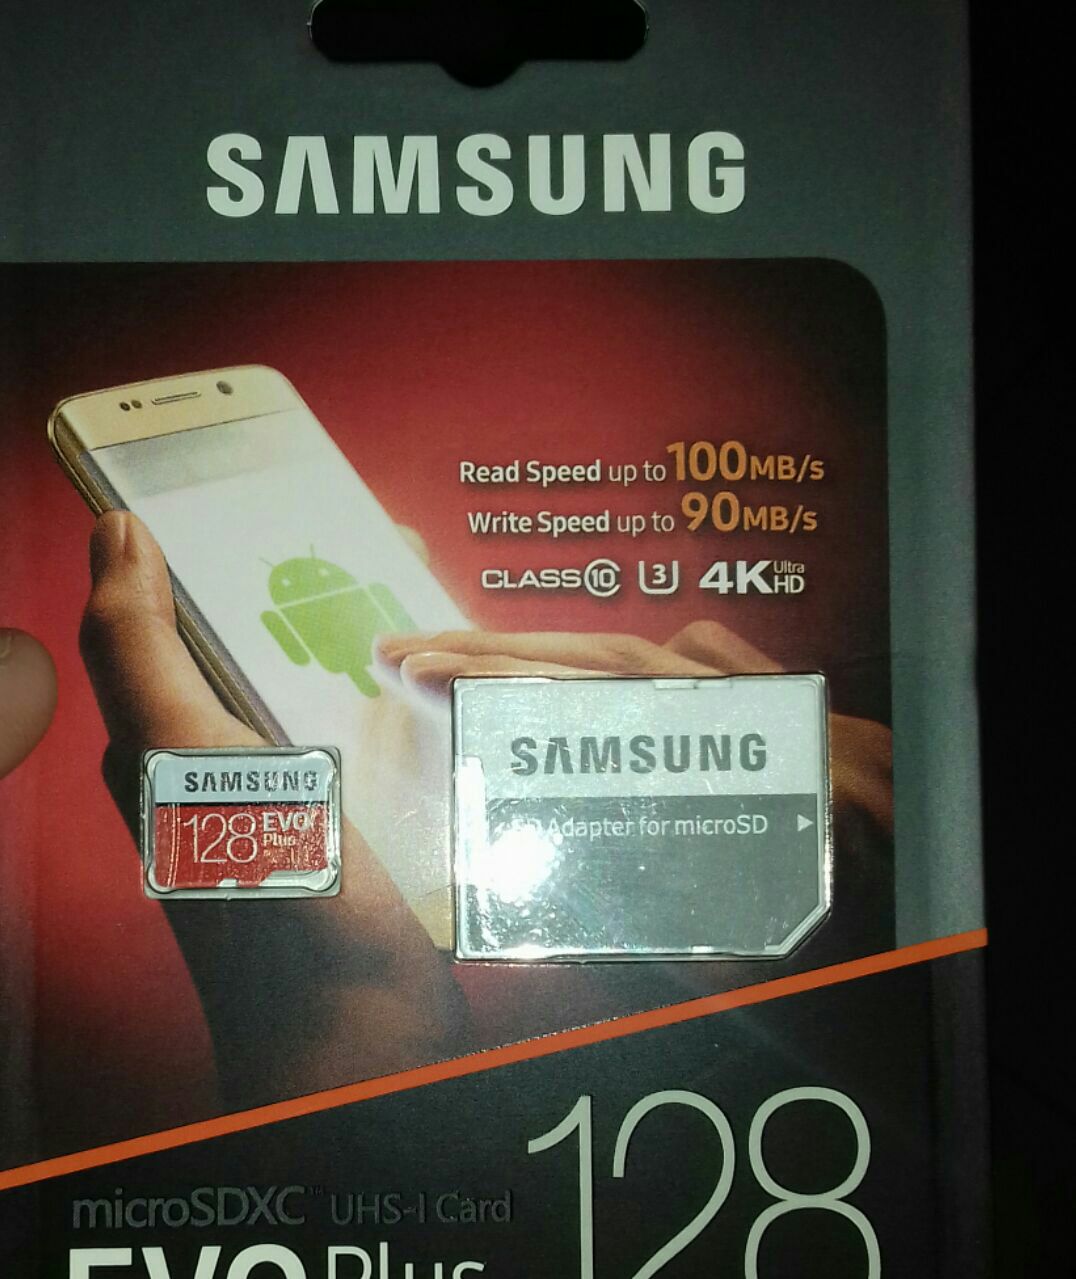 SAMSUNG
Read Speed up to 100MB/s
Write Speed up to 90MB/s
CLASS 10 U3 4K Ultra HD
SAMSUNG
128 EVO Plus
SAMSUNG
SD Adapter for microSD
microSDXC™ UHS-I Card
128
EVO Plus